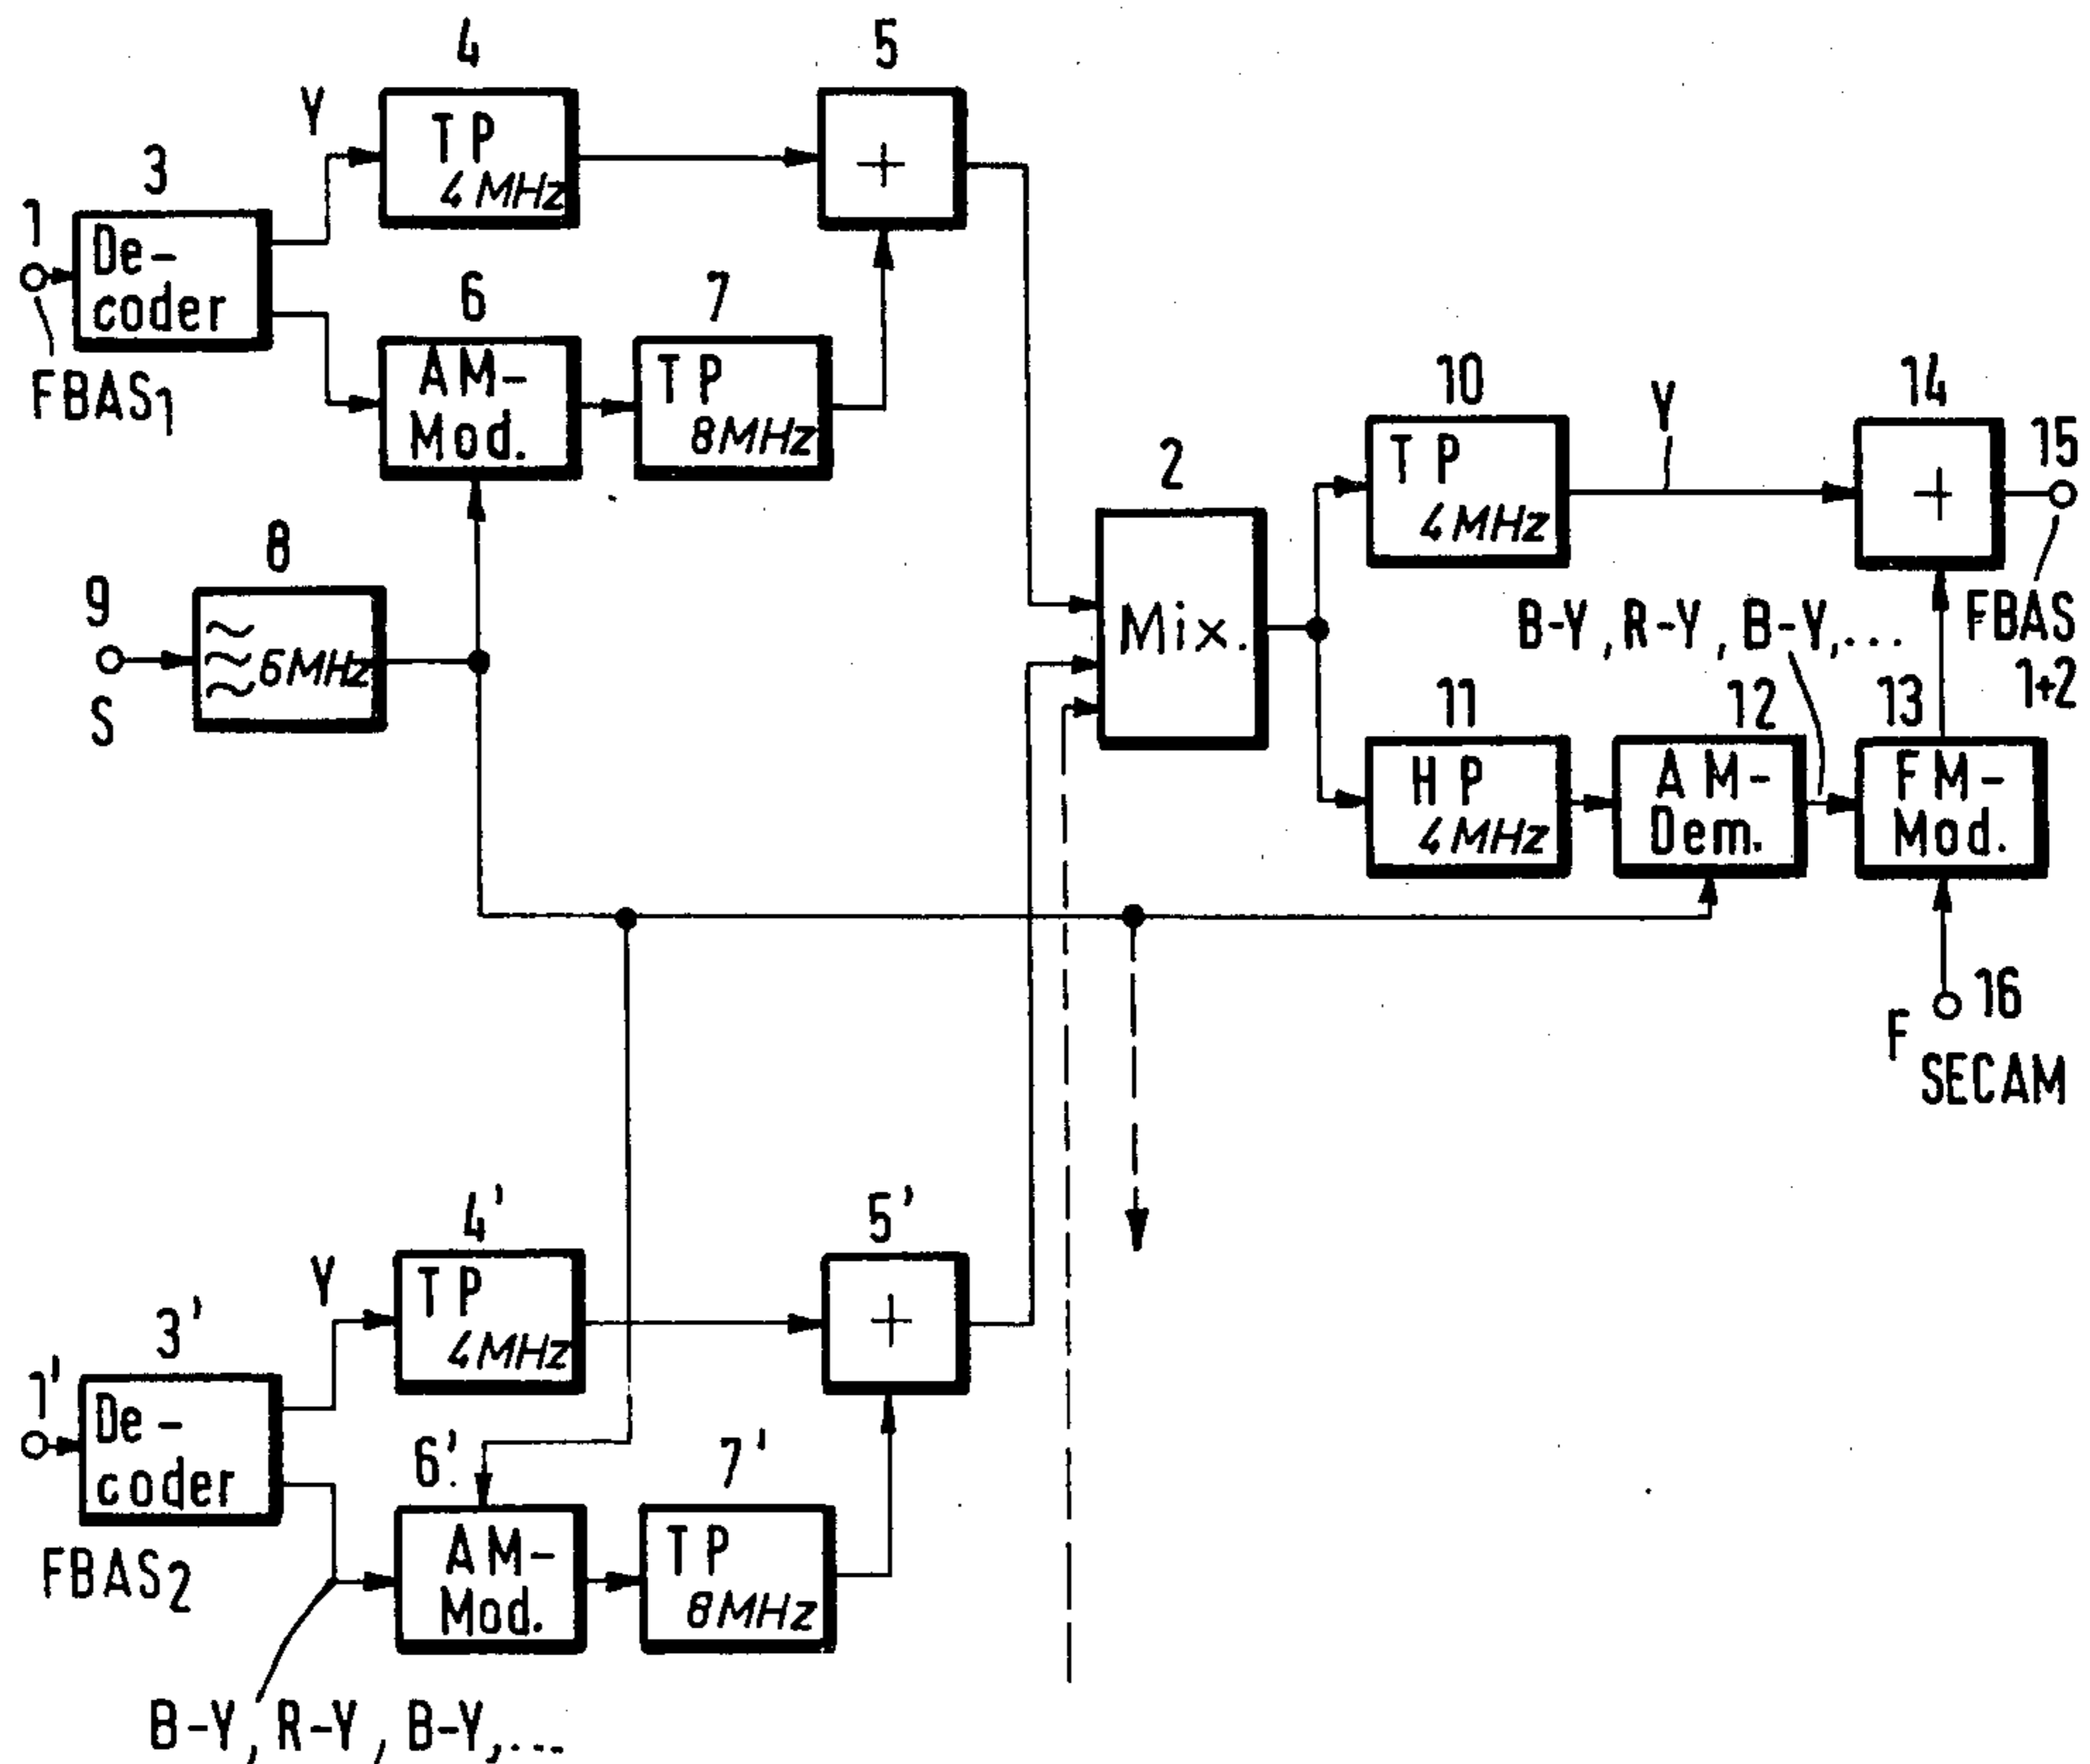 4
5
Y
TP
4MHz
+
3
1
De-
coder
FBAS1
6
7
AM-
Mod.
TP
8MHz
10
14
15
Y
TP
4MHz
+
2
Mix.
8
9
6MHz
S
B-Y, R-Y, B-Y,...
FBAS
1+2
11
12
13
HP
4MHz
AM-
Dem.
FM-
Mod.
16
F SECAM
4'
5'
Y
TP
4MHz
+
3'
1'
De-
coder
FBAS2
6'.
7'
AM-
Mod.
TP
8MHz
B-Y, R-Y, B-Y,...